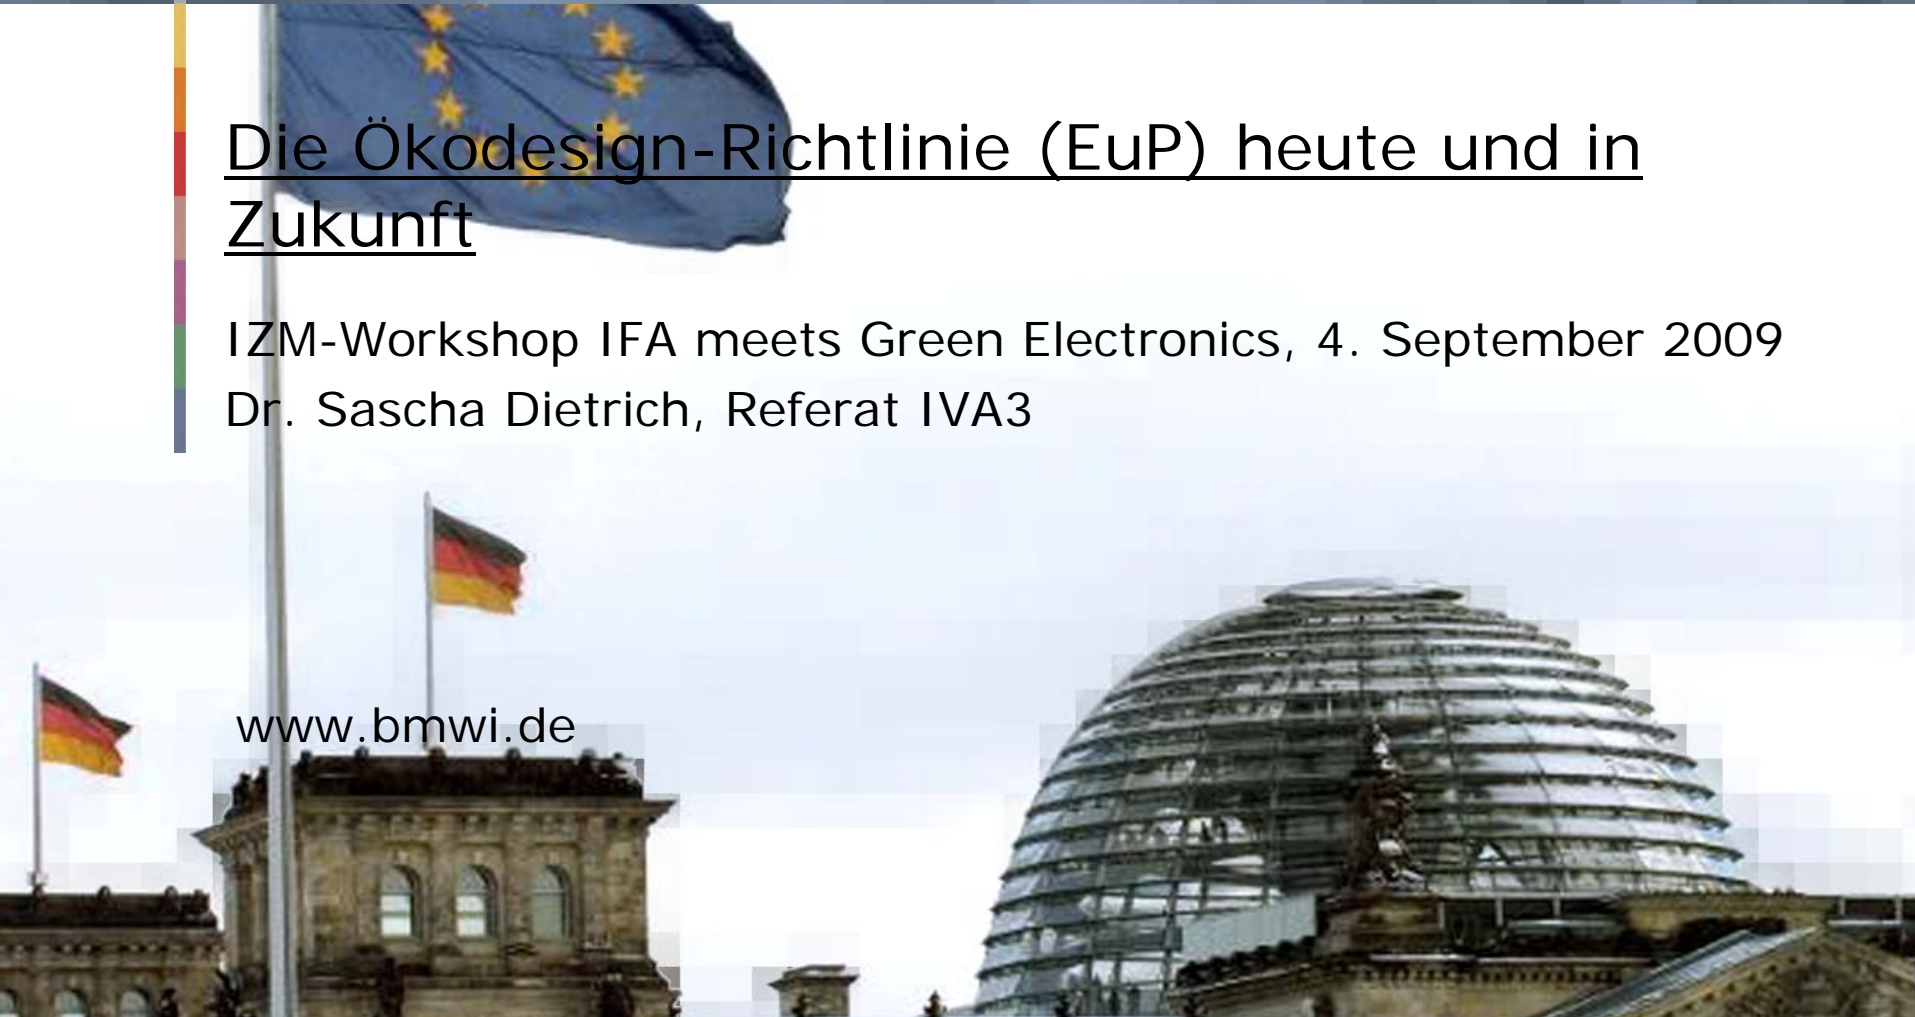 Die Ökodesign-Richtlinie (EuP) heute und in
Zukunft
IZM-Workshop IFA meets Green Electronics, 4. September 2009
Dr. Sascha Dietrich, Referat IVA3
www.bmwi.de